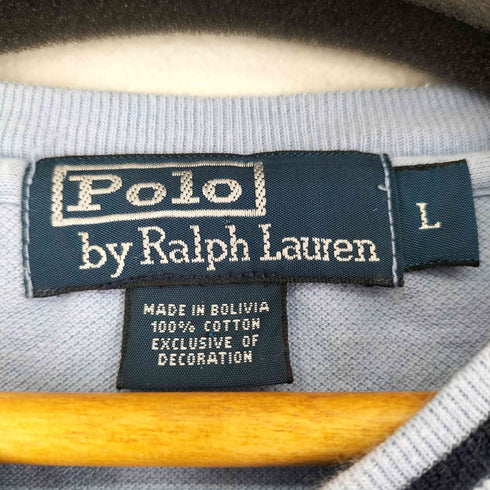 Polo
by Ralph Lauren
L
MADE IN BOLIVIA
100% COTTON
EXCLUSIVE OF
DECORATION